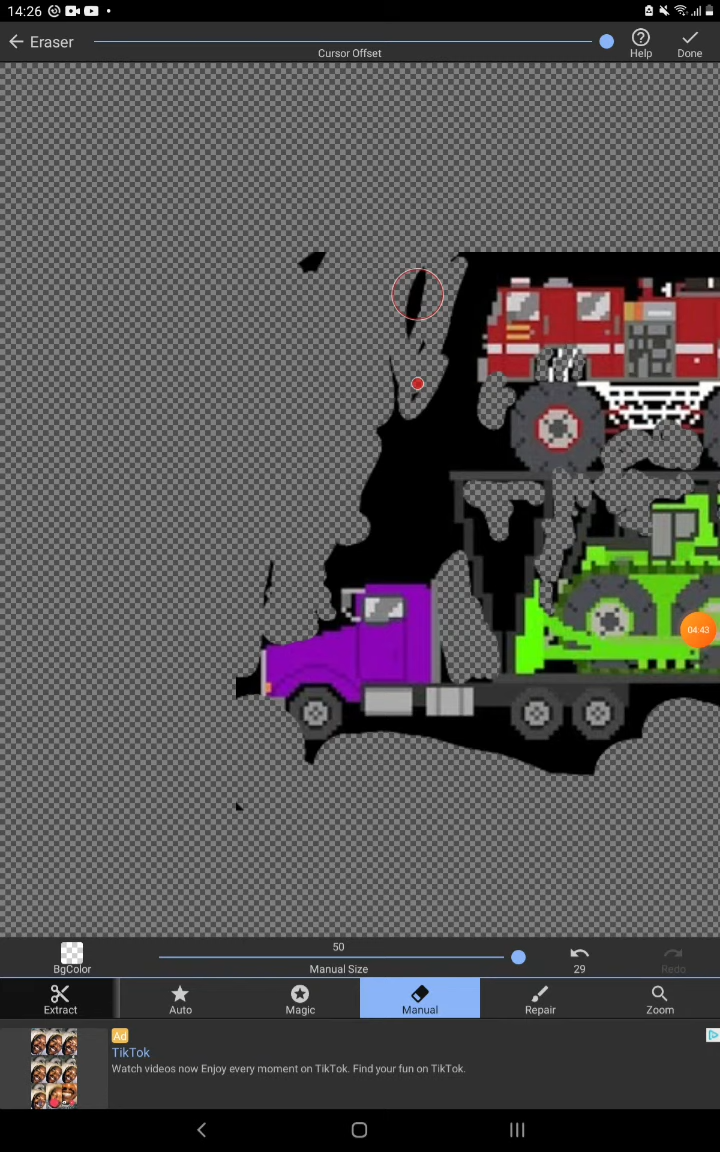 14:26
Eraser
Cursor Offset
Help
Done
04:43
50
BgColor
Manual Size
29
Redo
Extract
Auto
Magic
Manual
Repair
Zoom
Ad
TikTok
Watch videos now Enjoy every moment on TikTok. Find your fun on TikTok.